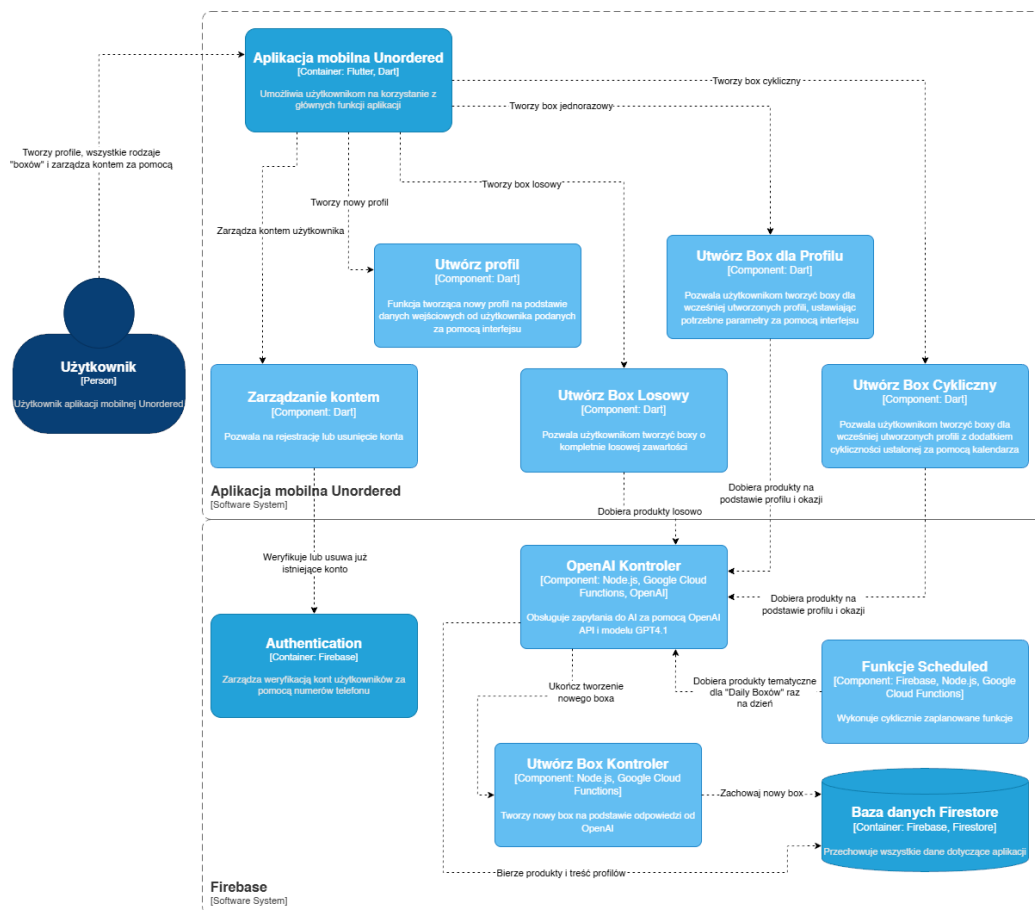 Aplikacja mobilna Unordered
[Container: Flutter, Dart]
Umożliwia użytkownikom na korzystanie z
głównych funkcji aplikacji
Tworzy box cykliczny
Tworzy box jednorazowy
Tworzy profile, wszystkie rodzaje
"boxów" i zarządza kontem za pomocą
Tworzy box losowy
Tworzy nowy profil
Zarządza kontem użytkownika
Utwórz profil
[Component: Dart]
Funkcja tworząca nowy profil na podstawie
danych wejściowych od użytkownika podanych
za pomocą interfejsu
Utwórz Box dla Profilu
[Component: Dart]
Pozwala użytkownikom tworzyć boxy dla
wcześniej utworzonych profili, ustawiając
potrzebne parametry za pomocą interfejsu
Użytkownik
[Person]
Użytkownik aplikacji mobilnej Unordered
Zarządzanie kontem
[Component: Dart]
Pozwala na rejestrację lub usunięcie konta
Utwórz Box Losowy
[Component: Dart]
Pozwala użytkownikom tworzyć boxy o
kompletnie losowej zawartości
Utwórz Box Cykliczny
[Component: Dart]
Pozwala użytkownikom tworzyć boxy dla
wcześniej utworzonych profili z dodatkiem
cykliczności ustalonej za pomocą kalendarza
Aplikacja mobilna Unordered
[Software System]
Dobiera produkty na
podstawie profilu i okazji
Dobiera produkty losowo
Weryfikuje lub usuwa już
istniejące konto
OpenAI Kontroler
[Component: Node.js, Google Cloud
Functions, OpenAI]
Obsługuje zapytania do AI za pomocą OpenAI
API i modelu GPT4.1
Dobiera produkty na
podstawie profilu i okazji
Authentication
[Container: Firebase]
Zarządza weryfikacją kont użytkowników za
pomocą numerów telefonu
Ukończ tworzenie
nowego boxa
Dobiera produkty tematyczne
dla "Daily Boxów" raz
na dzień
Funkcje Scheduled
[Component: Firebase, Node.js, Google
Cloud Functions]
Wykonuje cyklicznie zaplanowane funkcje
Utwórz Box Kontroler
[Component: Node.js, Google Cloud
Functions]
Tworzy nowy box na podstawie odpowiedzi od
OpenAI
Zachowaj nowy box
Baza danych Firestore
[Container: Firebase, Firestore]
Przechowuje wszystkie dane dotyczące aplikacji
Bierze produkty i treść profilów
Firebase
[Software System]